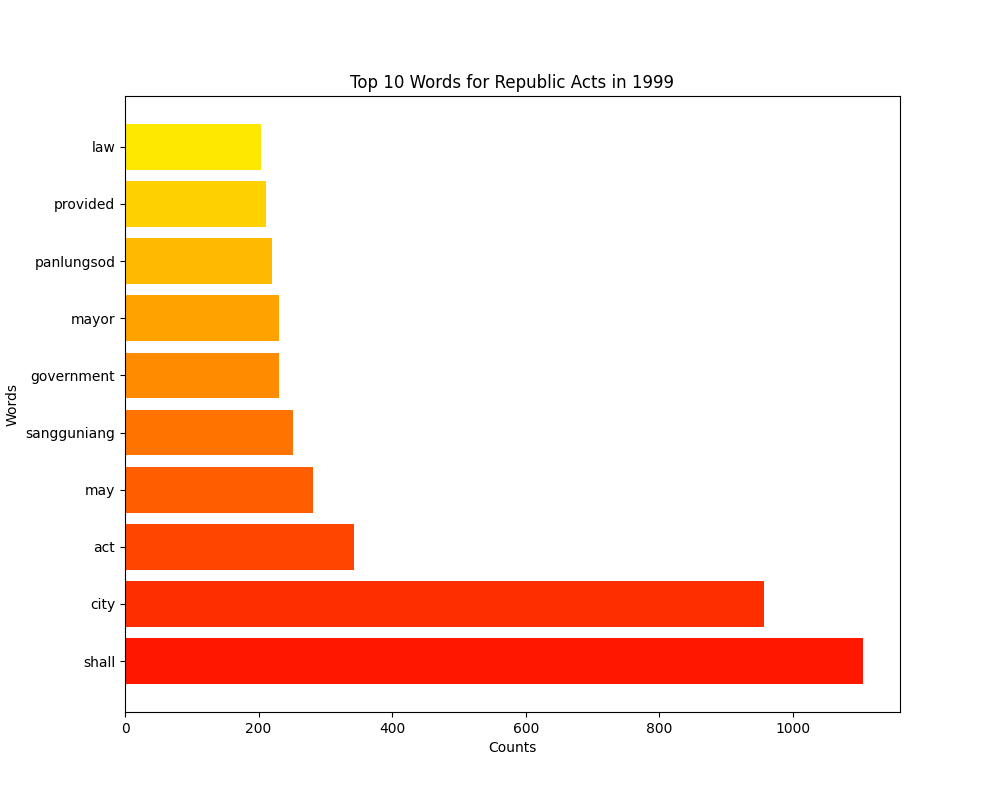 Top 10 Words for Republic Acts in 1999
law
provided
panlungsod
mayor
government
sangguniang
may
act
city
shall
Words
0 200 400 600 800 1000
Counts